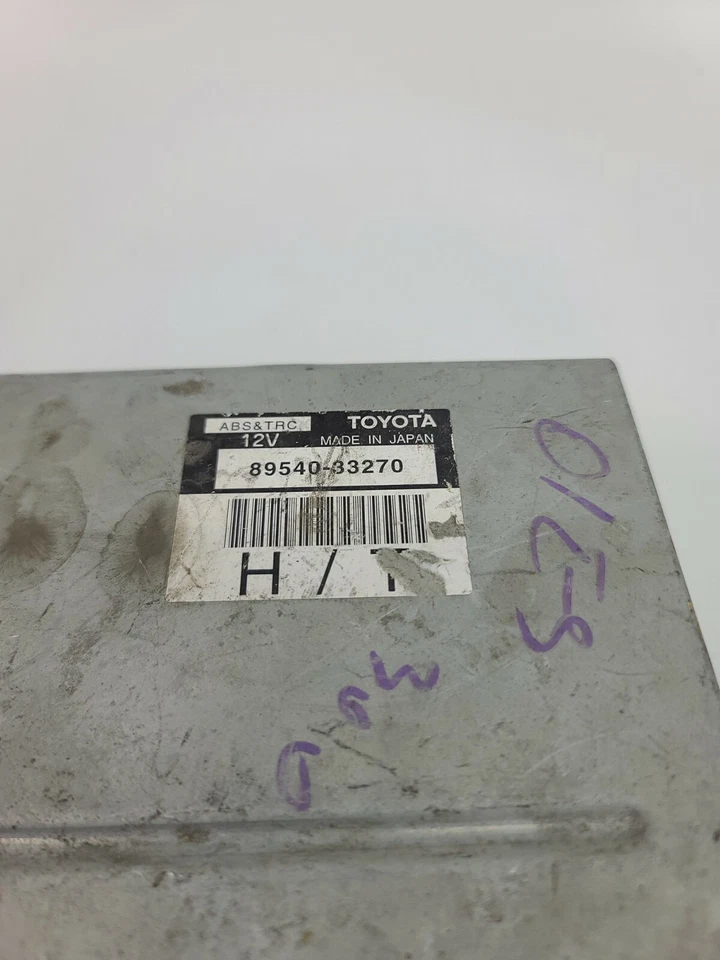 ABS&TRC TOYOTA
12V MADE IN JAPAN
89540-33270
H/T